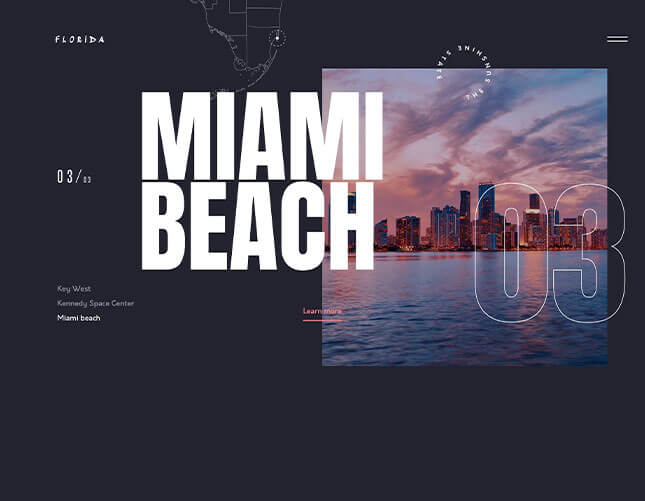 FLORIDA
THE SUNSHINE STATE
MIAMI
BEACH
03/03
03
Key West
Kennedy Space Center
Miami beach
Learn more